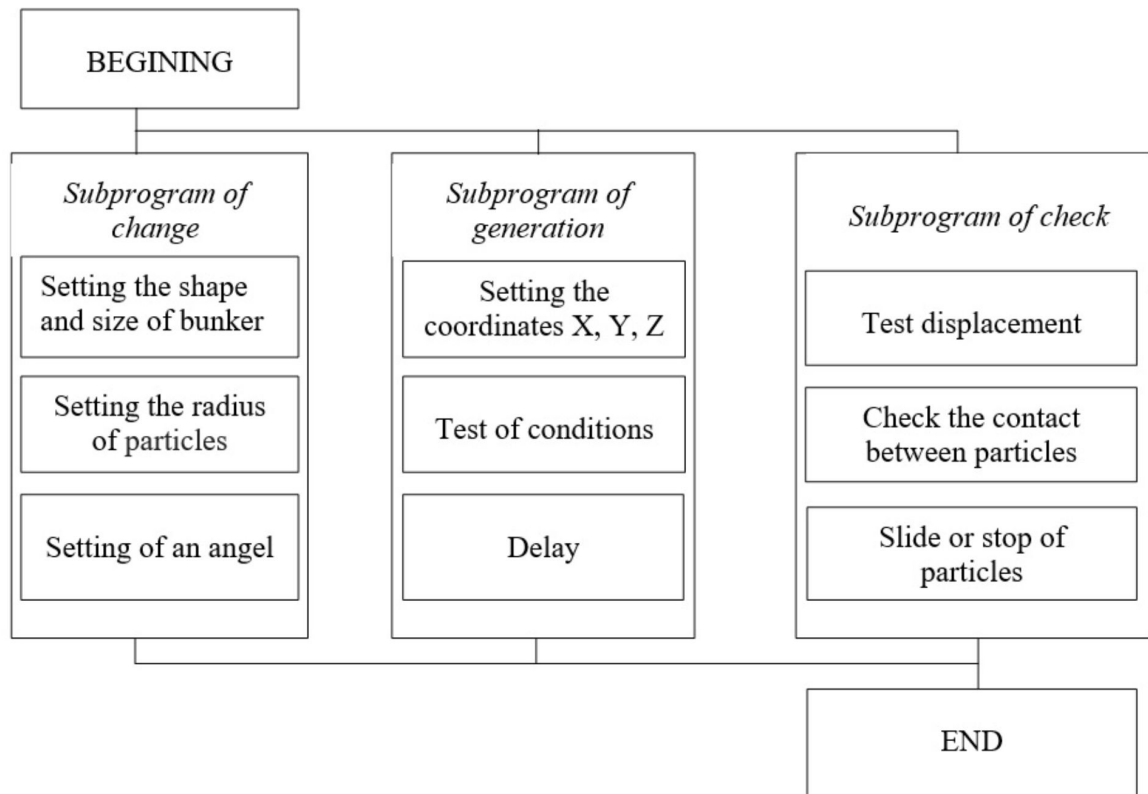 BEGINING
Subprogram of
change
Setting the shape
and size of bunker
Setting the radius
of particles
Setting of an angel
Subprogram of
generation
Setting the
coordinates X, Y, Z
Test of conditions
Delay
Subprogram of check
Test displacement
Check the contact
between particles
Slide or stop of
particles
END